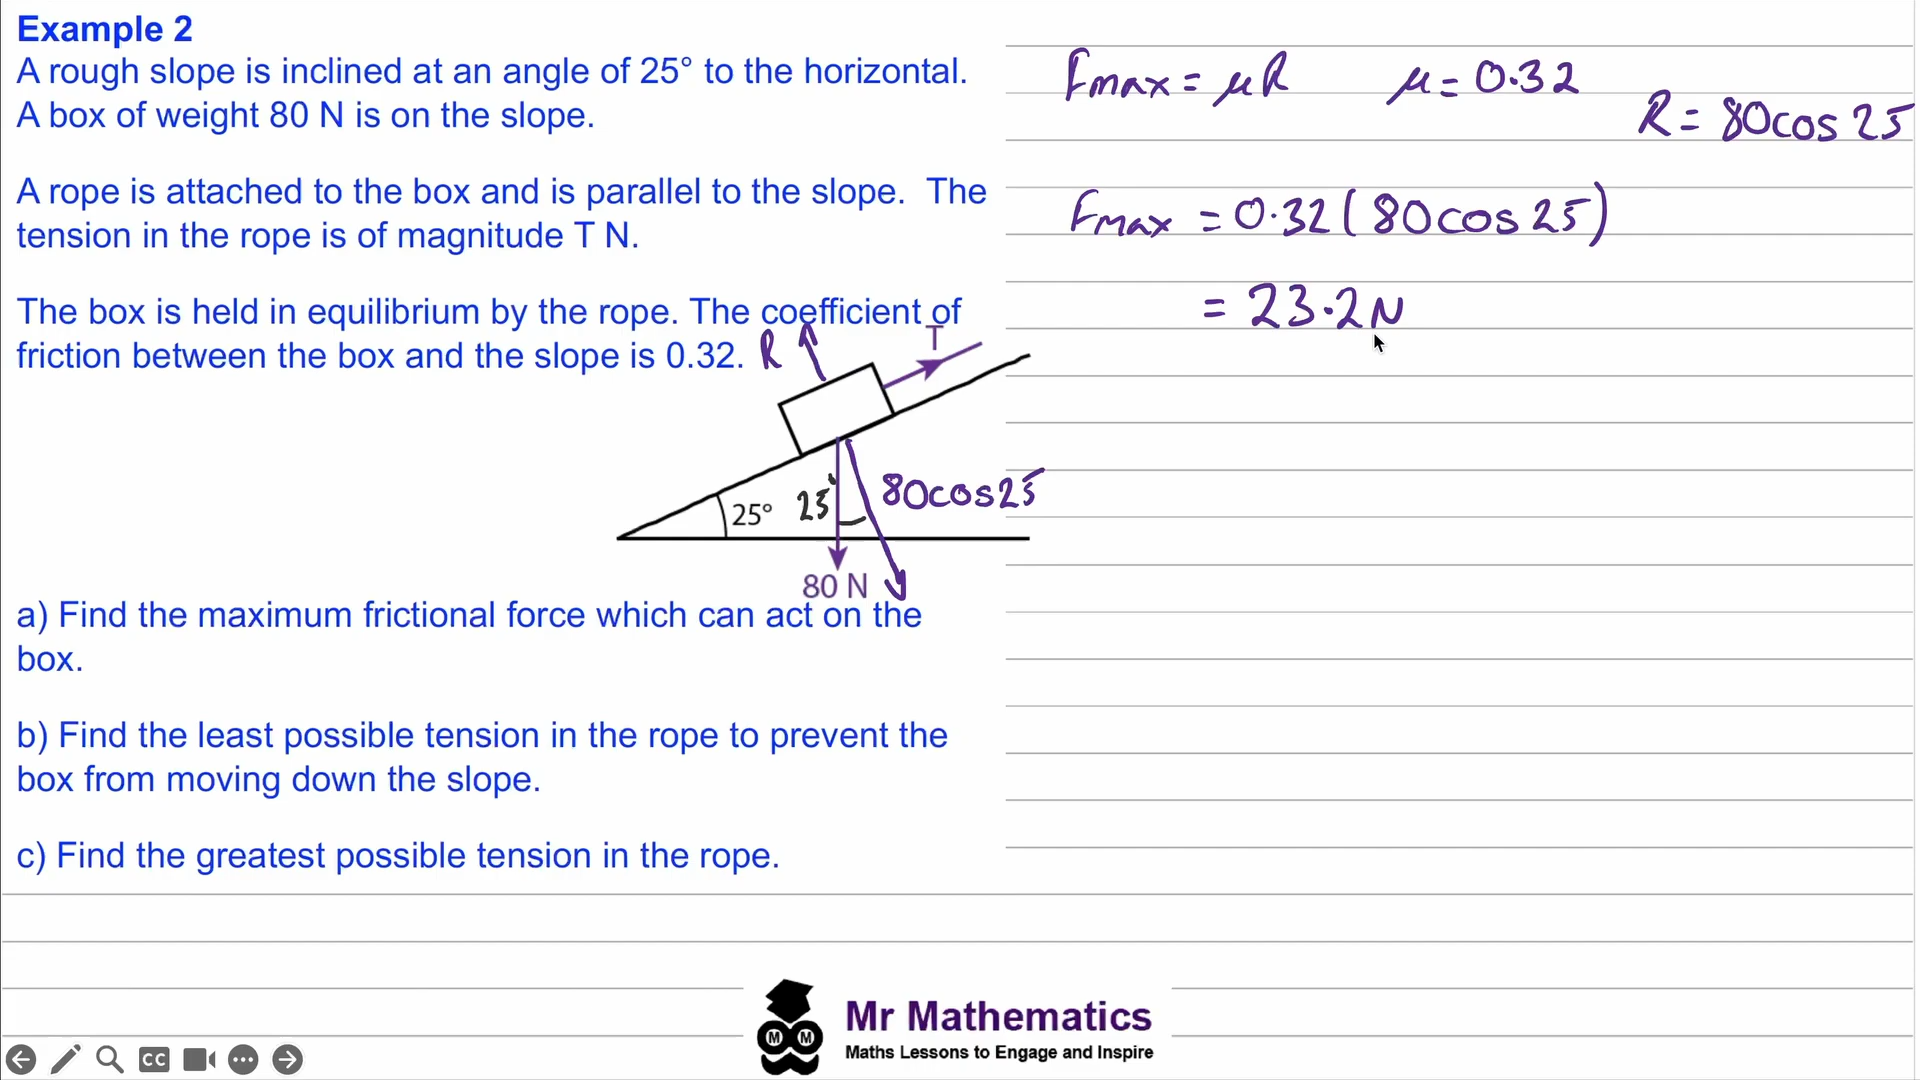 Example 2
A rough slope is inclined at an angle of 25° to the horizontal.
A box of weight 80 N is on the slope.
A rope is attached to the box and is parallel to the slope. The
tension in the rope is of magnitude T N.
The box is held in equilibrium by the rope. The coefficient of
friction between the box and the slope is 0.32.
R
T
25°
25°
80cos25
80 N
a) Find the maximum frictional force which can act on the
box.
b) Find the least possible tension in the rope to prevent the
box from moving down the slope.
c) Find the greatest possible tension in the rope.
Fmax = μR μ = 0.32
R = 80cos 25
Fmax = 0.32(80cos25)
= 23.2N
CC
M M
Mr Mathematics
Maths Lessons to Engage and Inspire